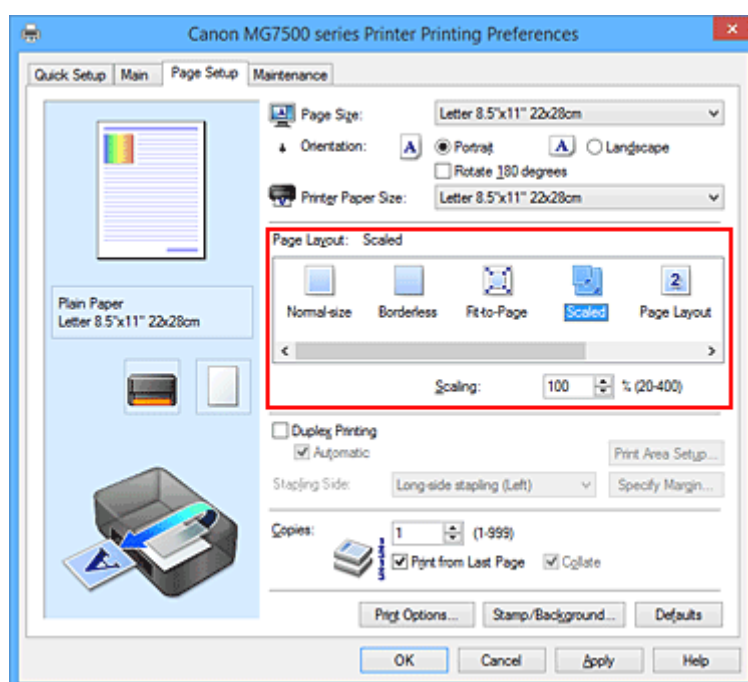 Canon MG7500 series Printer Printing Preferences
Quick Setup Main Page Setup Maintenance
Page Size: Letter 8.5"x11" 22x28cm
Orientation: A Portrait A Landscape
Rotate 180 degrees
Printer Paper Size: Letter 8.5"x11" 22x28cm
Page Layout: Scaled
Normal-size Borderless Fit-to-Page Scaled 2 Page Layout
Scaling: 100 % (20-400)
Plain Paper
Letter 8.5"x11" 22x28cm
Duplex Printing
Automatic Print Area Setup...
Stapling Side: Long-side stapling (Left) Specify Margin...
Copies: 1 (1-999)
Print from Last Page Collate
A
Print Options... Stamp/Background... Defaults
OK Cancel Apply Help